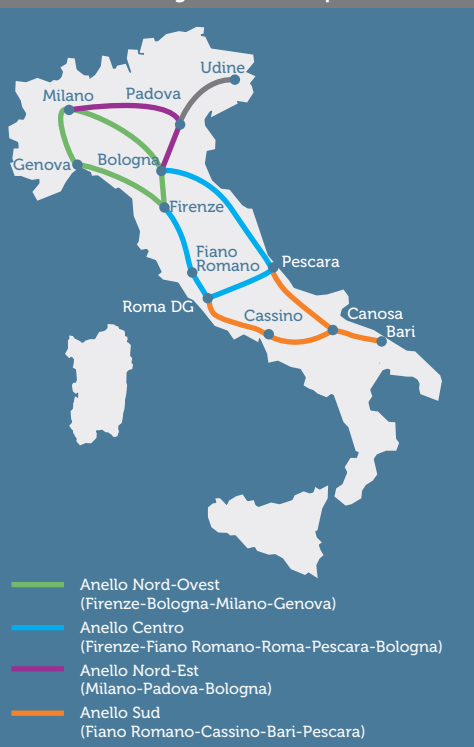 Udine
Milano
Padova
Genova
Bologna
Firenze
Fiano
Romano
Pescara
Roma DG
Cassino
Canosa
Bari
Anello Nord-Ovest
(Firenze-Bologna-Milano-Genova)
Anello Centro
(Firenze-Fiano Romano-Roma-Pescara-Bologna)
Anello Nord-Est
(Milano-Padova-Bologna)
Anello Sud
(Fiano Romano-Cassino-Bari-Pescara)